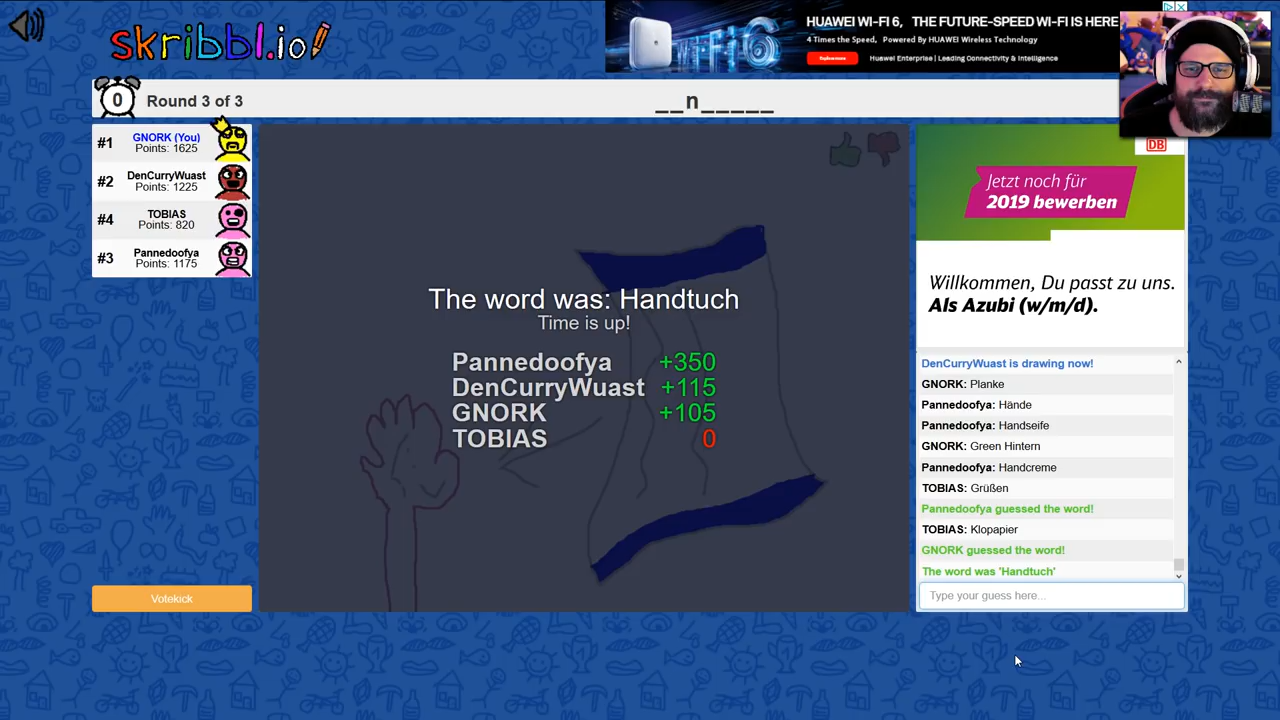 skribbl.io
HUAWEI WI-FI 6, THE FUTURE-SPEED WI-FI IS HERE
4 Times the Speed, Powered By HUAWEI Wireless Technology
Huawei Enterprise | Leading Connectivity & Intelligence
0
Round 3 of 3
__n_____
#1
GNORK (You)
Points: 1625
#2
DenCurryWuast
Points: 1225
#4
TOBIAS
Points: 820
#3
Pannedoofya
Points: 1175
Votekick
The word was: Handtuch
Time is up!
Pannedoofya +350
DenCurryWuast +115
GNORK +105
TOBIAS 0
DB
Jetzt noch für
2019 bewerben
Willkommen, Du passt zu uns.
Als Azubi (w/m/d).
DenCurryWuast is drawing now!
GNORK: Planke
Pannedoofya: Hände
Pannedoofya: Handseife
GNORK: Green Hintern
Pannedoofya: Handcreme
TOBIAS: Grüßen
Pannedoofya guessed the word!
TOBIAS: Klopapier
GNORK guessed the word!
The word was 'Handtuch'
Type your guess here...